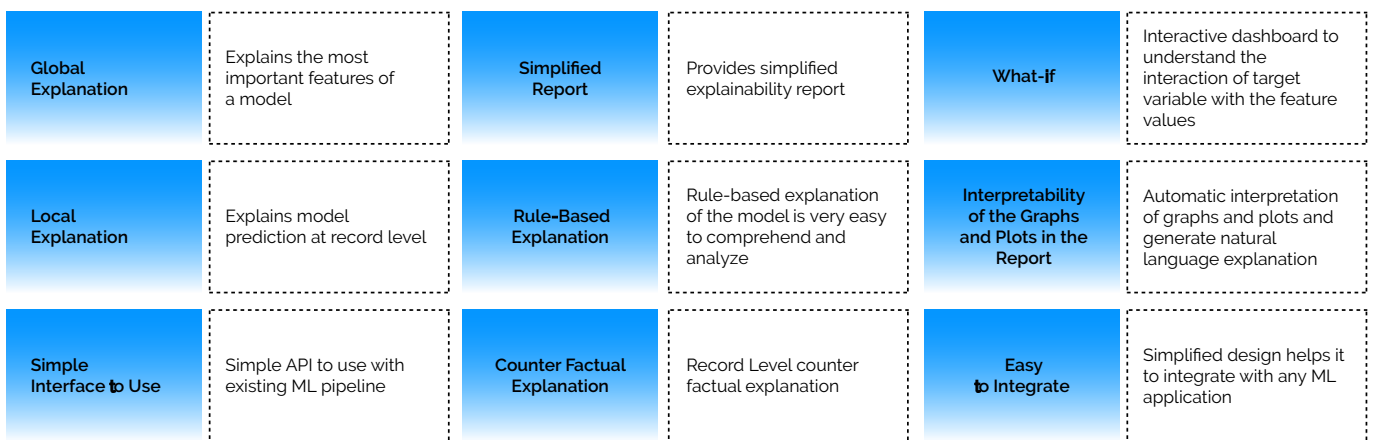 Global
Explanation
Explains the most
important features of
a model
Simplified
Report
Provides simplified
explainability report
What-if
Interactive dashboard to
understand the
interaction of target
variable with the feature
values
Local
Explanation
Explains model
prediction at record level
Rule-Based
Explanation
Rule-based explanation
of the model is very easy
to comprehend and
analyze
Interpretability
of the Graphs
and Plots in the
Report
Automatic interpretation
of graphs and plots and
generate natural
language explanation
Simple
Interface to Use
Simple API to use with
existing ML pipeline
Counter Factual
Explanation
Record Level counter
factual explanation
Easy
to Integrate
Simplified design helps it
to integrate with any ML
application